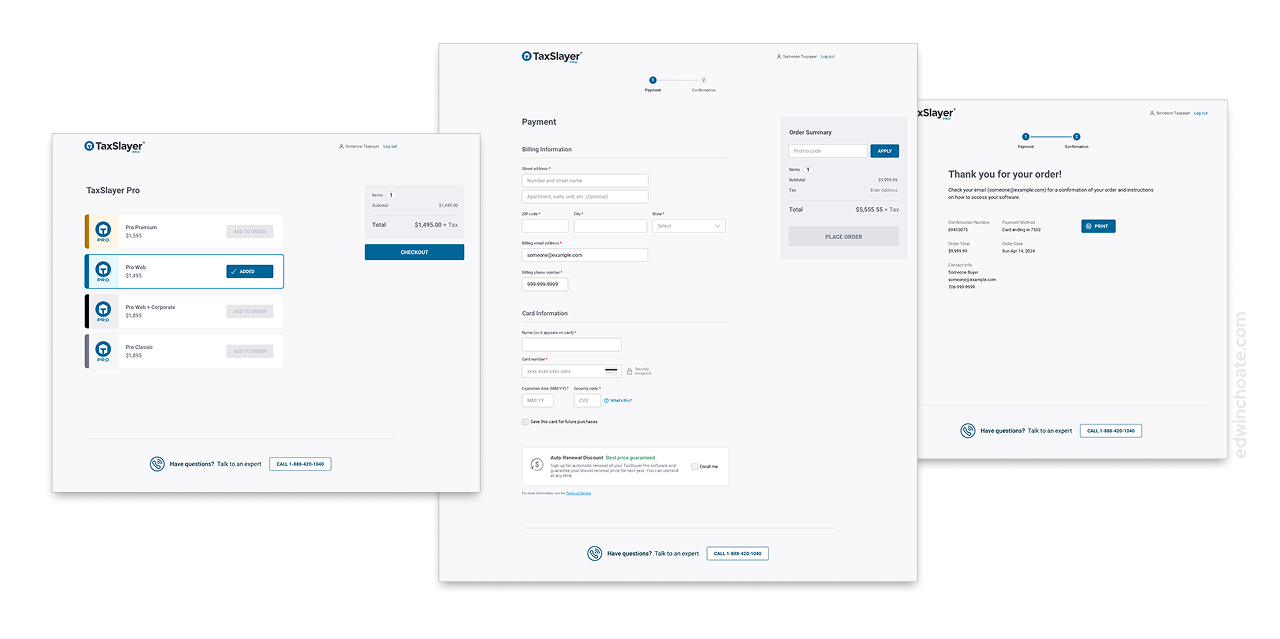 TaxSlayer
PRO
Someone Taxpayer Log out
TaxSlayer Pro
PRO
Pro Premium
$1,595
ADD TO ORDER
PRO
Pro Web
$1,495
ADDED
PRO
Pro Web + Corporate
$1,895
ADD TO ORDER
PRO
Pro Classic
$1,895
ADD TO ORDER
Items 1
Subtotal $1,495.00
Total $1,495.00 + Tax
CHECKOUT
Have questions? Talk to an expert CALL 1-888-420-1040
TaxSlayer
PRO
Someone Taxpayer Log out
1 2
Payment Confirmation
Payment
Billing Information
Street address *
Number and street name
Apartment, suite, unit, etc. (Optional)
ZIP code * City * State *
Select
Billing email address *
someone@example.com
Billing phone number *
999-999-9999
Card Information
Name (as it appears on card) *
Card number *
xxxx xxxx xxxx xxxx
Securely
encrypted
Expiration date (MM/YY) * Security code *
MM/YY CVV What's this?
Save this card for future purchases
Auto-Renewal Discount Best price guaranteed
Sign up for automatic renewal of your TaxSlayer Pro software and
guarantee your lowest renewal price for next year. You can unenroll
at any time.
Enroll me
For more information, see the Terms of Service
Order Summary
Promo code APPLY
Items 1
Subtotal $9,999.99
Tax Enter Address
Total $5,555.55 + Tax
PLACE ORDER
Have questions? Talk to an expert CALL 1-888-420-1040
xSlayer
PRO
Someone Taxpayer Log out
1 2
Payment Confirmation
Thank you for your order!
Check your email (someone@example.com) for a confirmation of your order and instructions
on how to access your software.
Confirmation Number Payment Method
69453075 Card ending in 7563
PRINT
Order Total Order Date
$9,999.99 Sun Apr 14, 2024
Contact Info
Someone Buyer
someone@example.com
706-999-9999
Have questions? Talk to an expert CALL 1-888-420-1040
edwinchoate.com